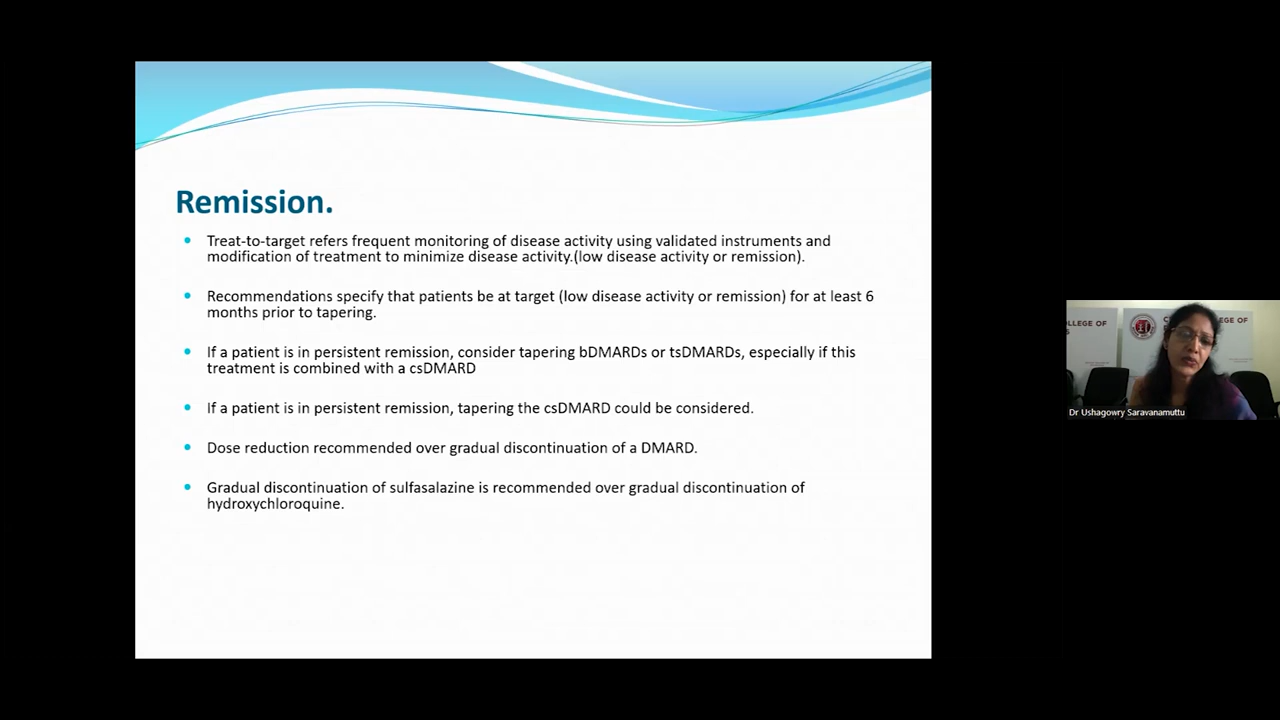 Remission.
Treat-to-target refers frequent monitoring of disease activity using validated instruments and
modification of treatment to minimize disease activity.(low disease activity or remission).
Recommendations specify that patients be at target (low disease activity or remission) for at least 6
months prior to tapering.
If a patient is in persistent remission, consider tapering bDMARDs or tsDMARDs, especially if this
treatment is combined with a csDMARD
If a patient is in persistent remission, tapering the csDMARD could be considered.
Dose reduction recommended over gradual discontinuation of a DMARD.
Gradual discontinuation of sulfasalazine is recommended over gradual discontinuation of
hydroxychloroquine.
LLEGE OF
LEGE OF
Dr Ushagowry Saravanamuttu